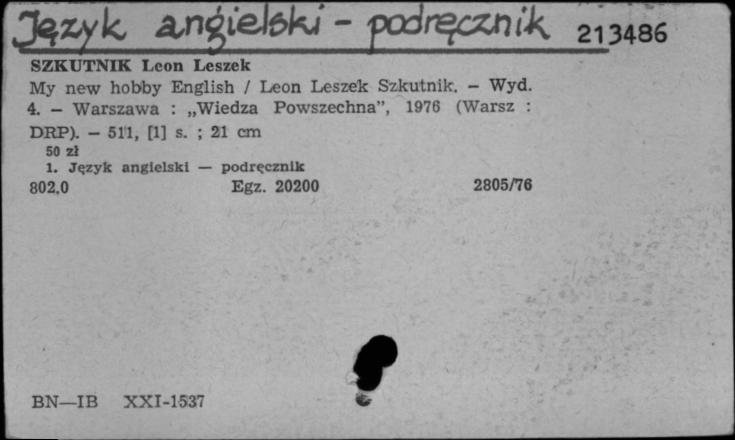 Język angielski - podręcznik 213486
SZKUTNIK Leon Leszek
My new hobby English / Leon Leszek Szkutnik. — Wyd.
4. — Warszawa : „Wiedza Powszechna”, 1976 (Warsz :
DRP). — 511, [1] s. ; 21 cm
50 zł
1. Język angielski — podręcznik
802.0 Egz. 20200 2805/76
BN—IB XXI-1537